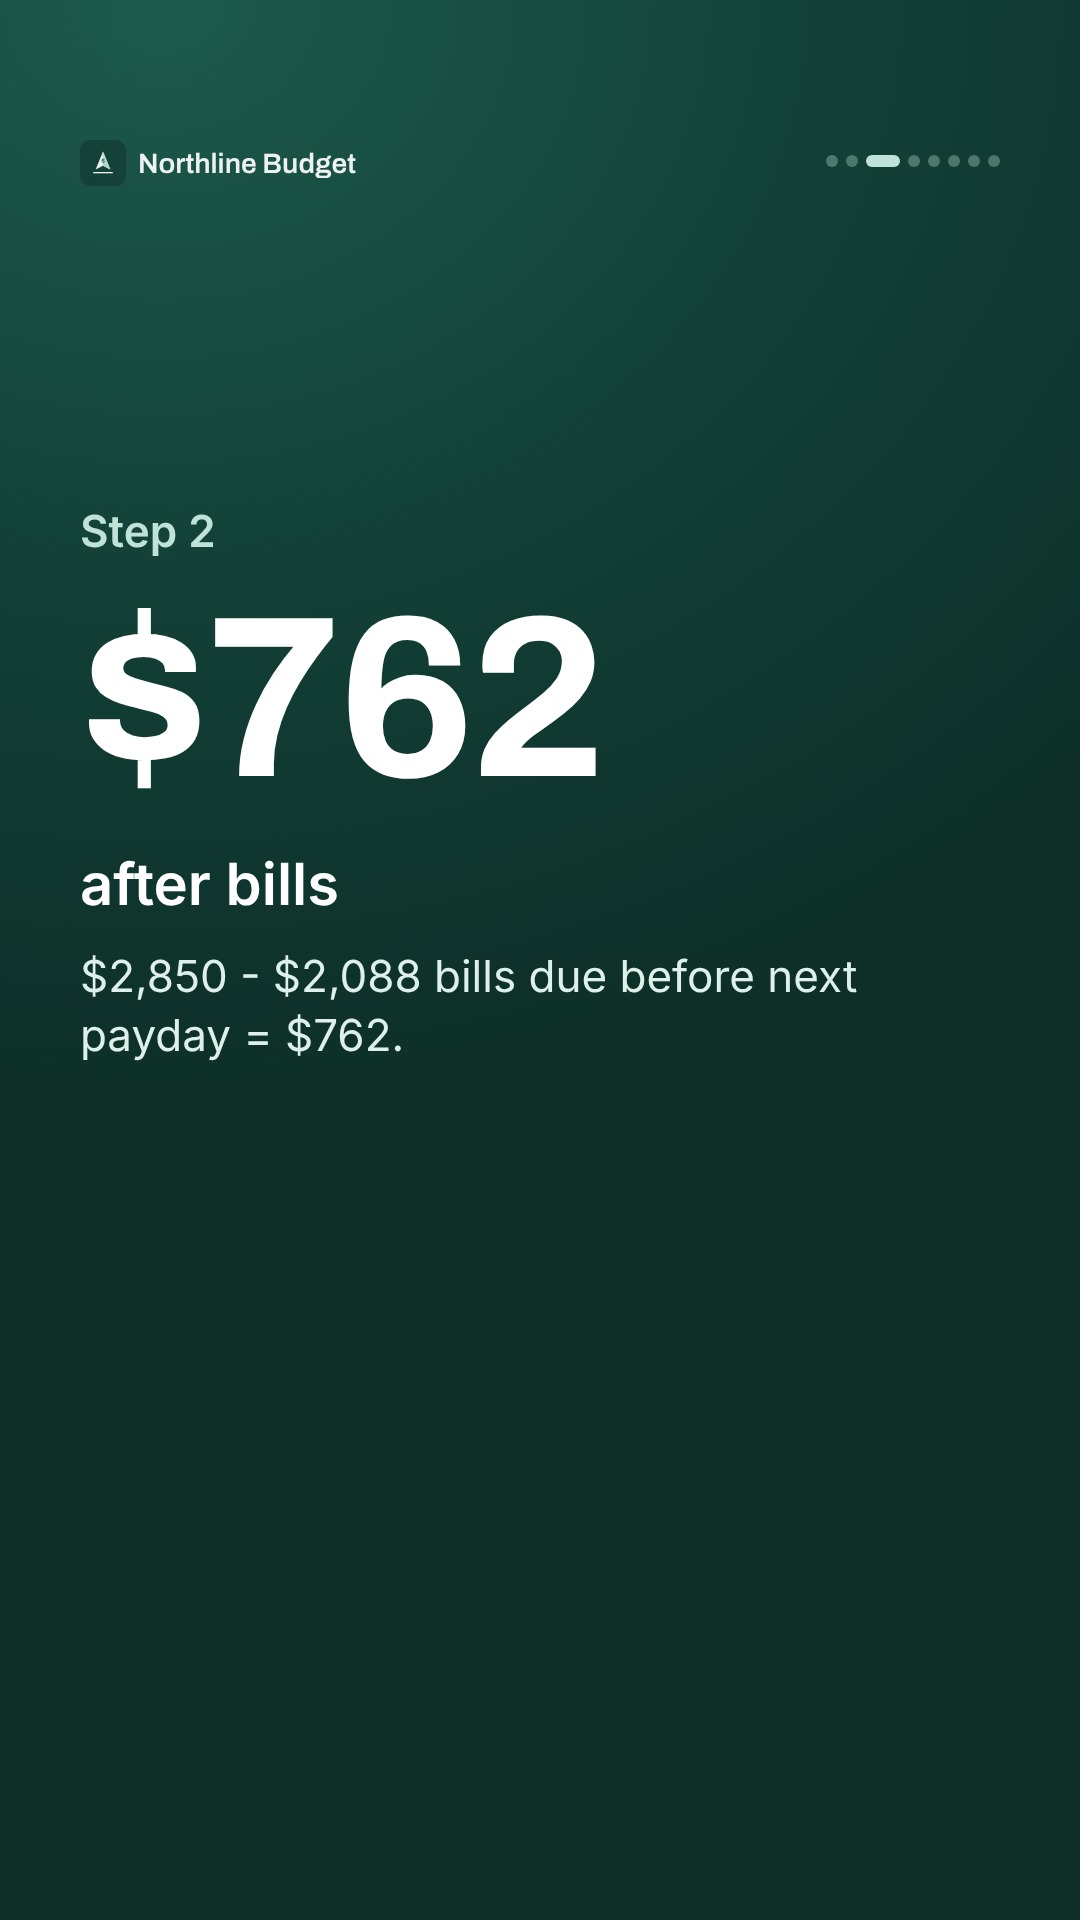 Northline Budget
Step 2
$762
after bills
$2,850 - $2,088 bills due before next
payday = $762.